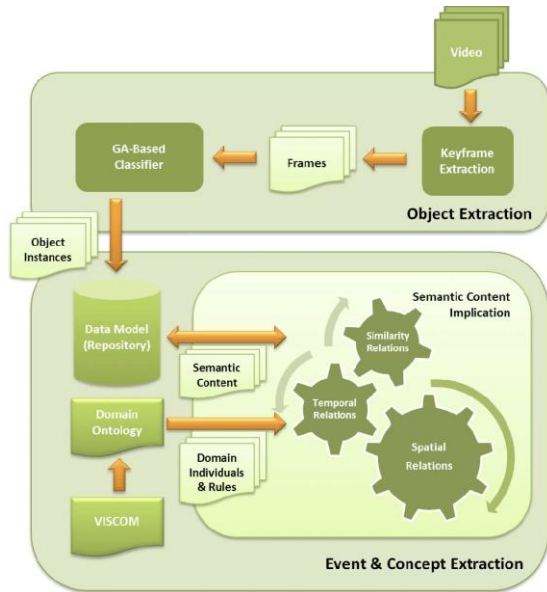 Video
GA-Based
Classifier
Frames
Keyframe
Extraction
Object Extraction
Object
Instances
Data Model
(Repository)
Semantic
Content
Semantic Content
Implication
Similarity
Relations
Temporal
Relations
Spatial
Relations
Domain
Ontology
Domain
Individuals
& Rules
VISCOM
Event & Concept Extraction